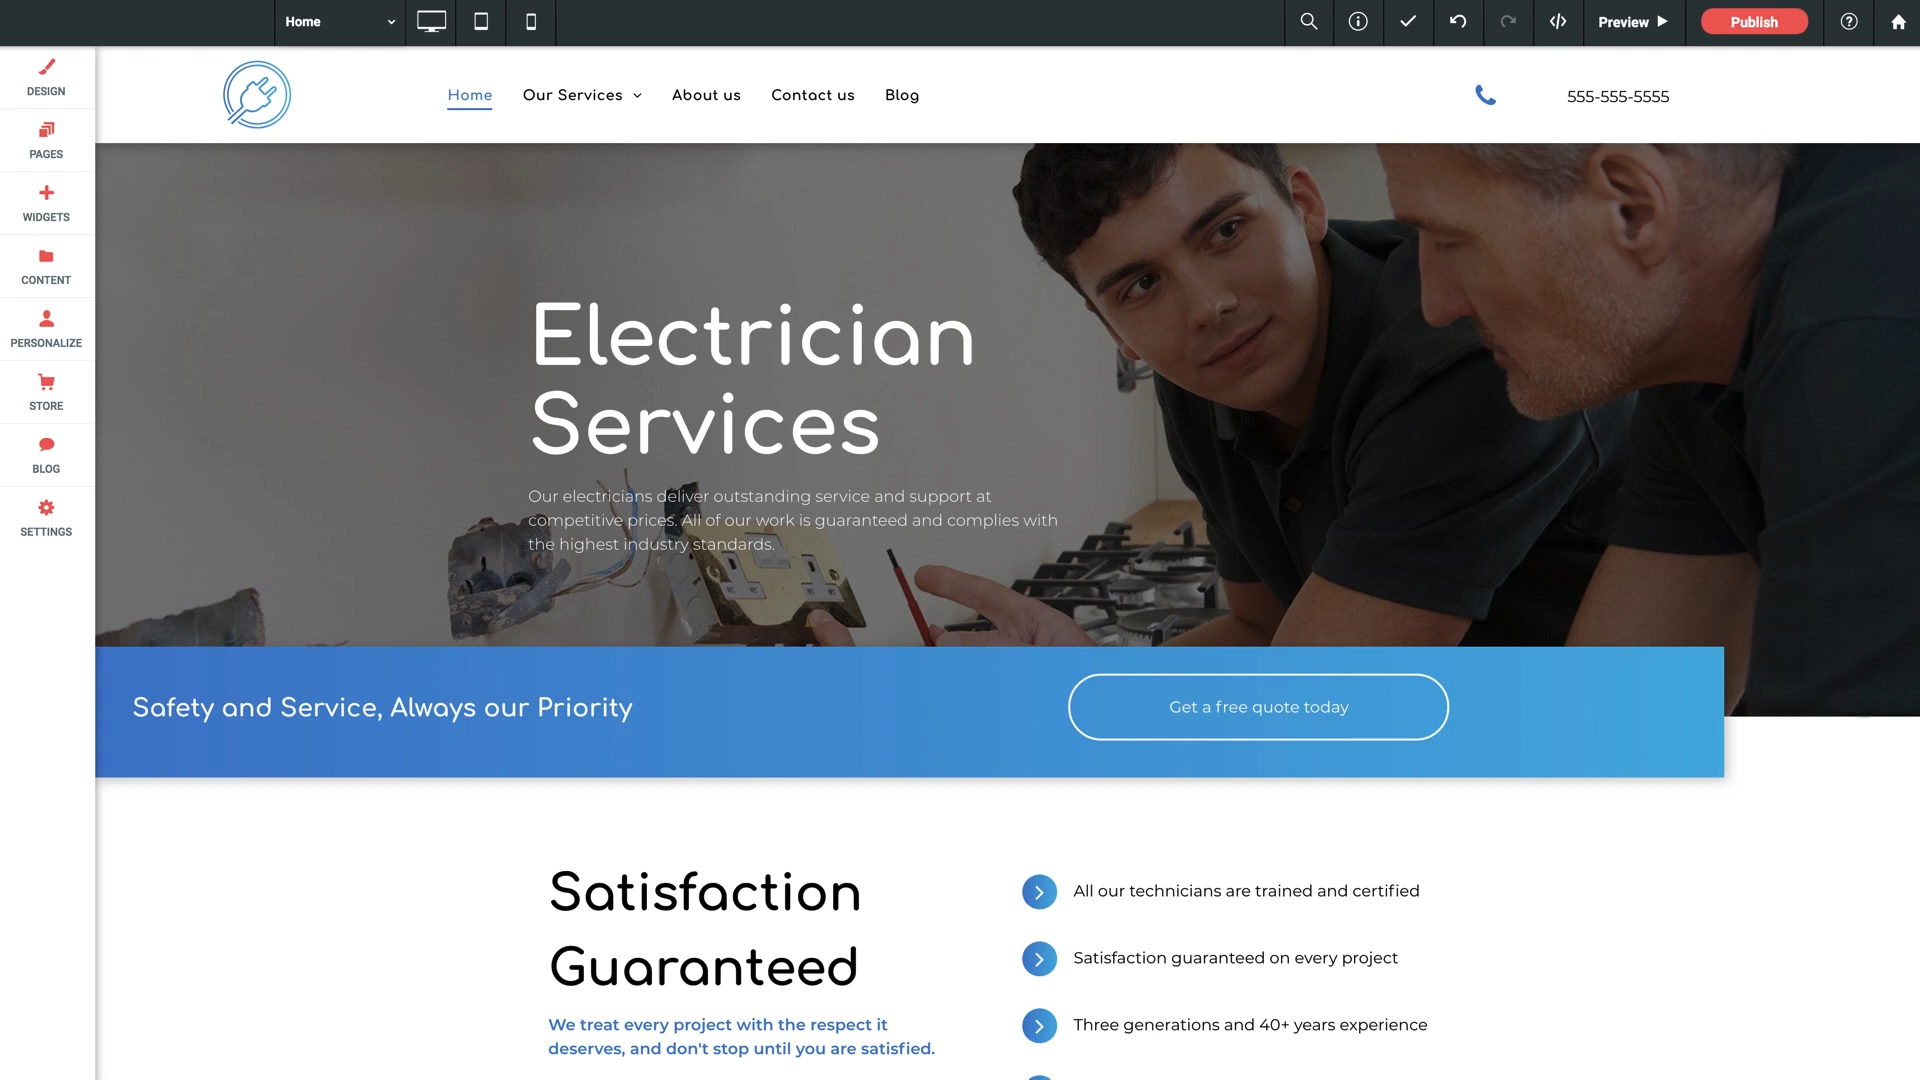 Home
Preview
Publish
DESIGN
PAGES
WIDGETS
CONTENT
PERSONALIZE
STORE
BLOG
SETTINGS
Home
Our Services
About us
Contact us
Blog
555-555-5555
Electrician
Services
Our electricians deliver outstanding service and support at
competitive prices. All of our work is guaranteed and complies with
the highest industry standards.
Safety and Service, Always our Priority
Get a free quote today
Satisfaction
Guaranteed
We treat every project with the respect it
deserves, and don't stop until you are satisfied.
All our technicians are trained and certified
Satisfaction guaranteed on every project
Three generations and 40+ years experience